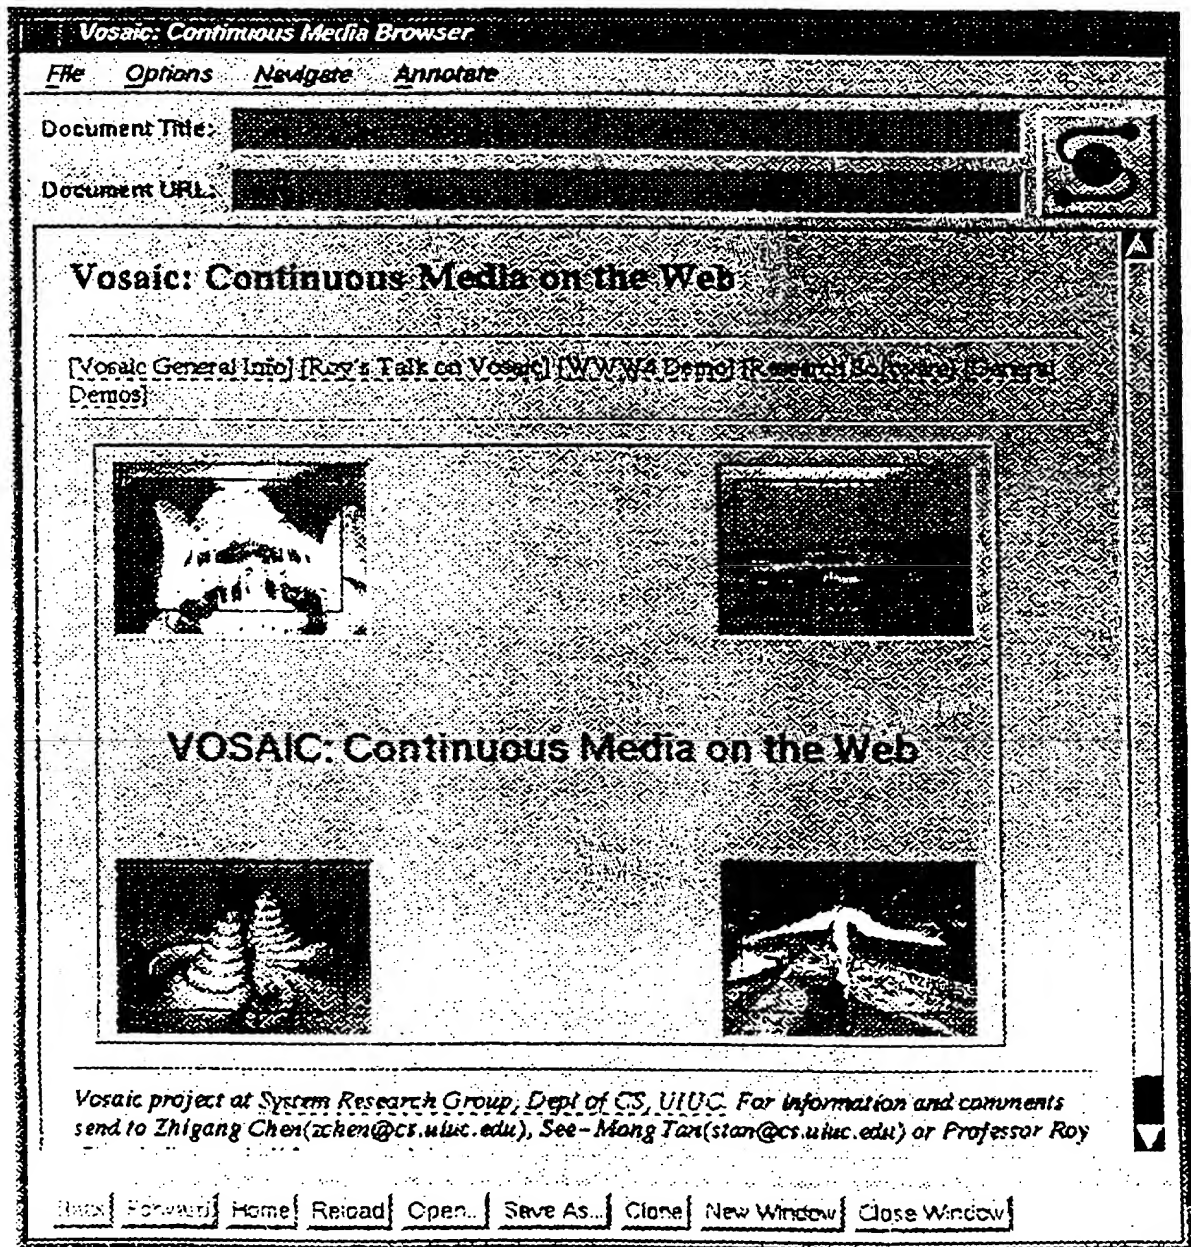 Vosaic: Continuous Media Browser
File Options Navigate Annotate
Document Title:
Document URL:
Vosaic: Continuous Media on the Web
[Vosaic General Info] [Roy's Talk on Vosaic] [WWW4 Demo] [Research Software] [General
Demos]
VOSAIC: Continuous Media on the Web
Vosaic project at System Research Group, Dept of CS, UIUC. For information and comments
send to Zhigang Chen(zchen@cs.uiuc.edu), See-Mong Tan(stan@cs.uiuc.edu) or Professor Roy
Back Forward Home Reload Open... Save As... Clone New Window Close Window